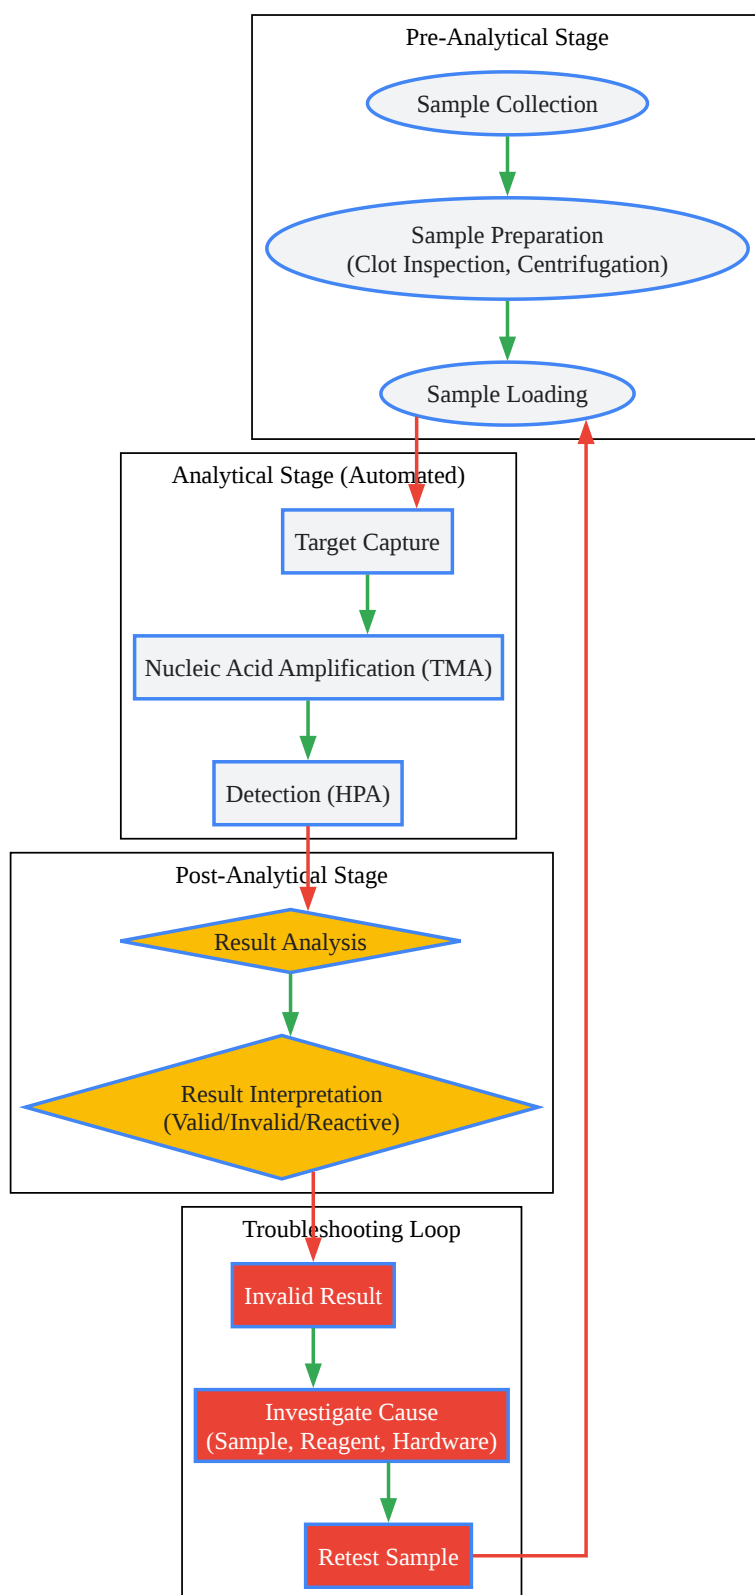 Pre-Analytical Stage
Sample Collection
Sample Preparation
(Clot Inspection, Centrifugation)
Sample Loading
Analytical Stage (Automated)
Target Capture
Nucleic Acid Amplification (TMA)
Detection (HPA)
Post-Analytical Stage
Result Analysis
Result Interpretation
(Valid/Invalid/Reactive)
Troubleshooting Loop
Invalid Result
Investigate Cause
(Sample, Reagent, Hardware)
Retest Sample